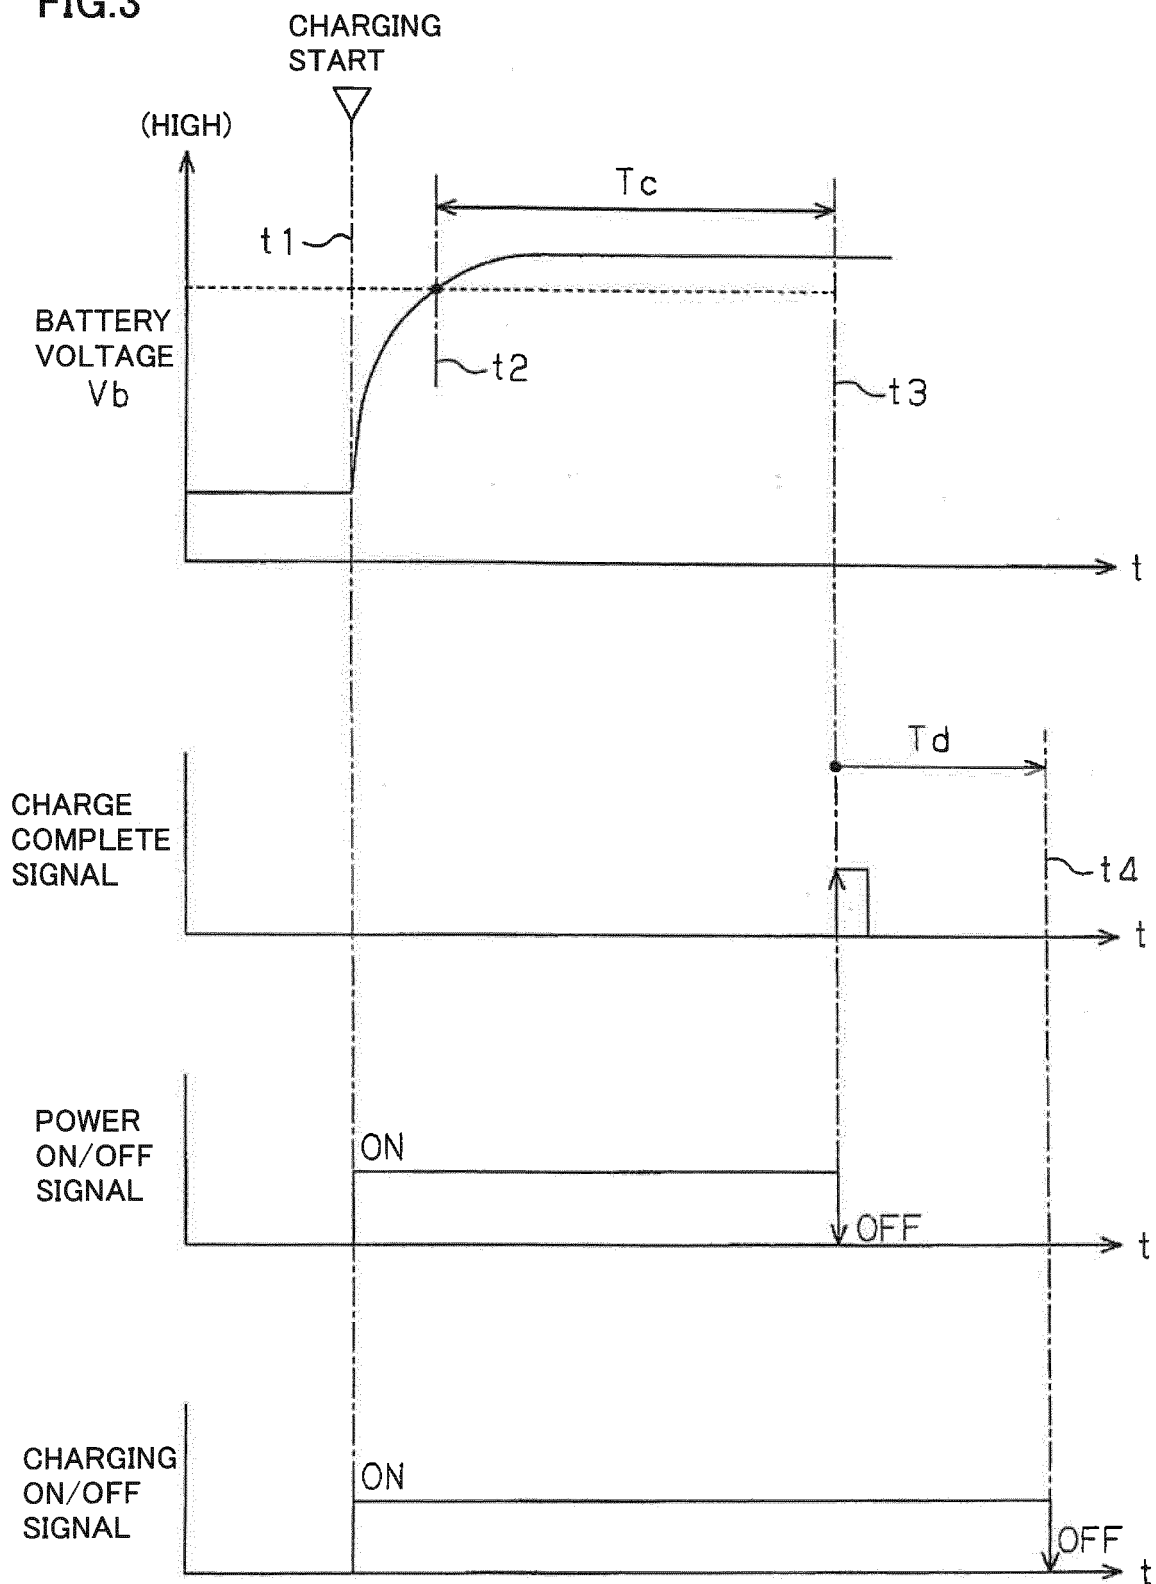 FIG.3
CHARGING
START
(HIGH)
Tc
t1
BATTERY
VOLTAGE
Vb
t2
t3
t
Td
CHARGE
COMPLETE
SIGNAL
t4
t
POWER
ON/OFF
SIGNAL
ON
OFF
t
CHARGING
ON/OFF
SIGNAL
ON
OFF
t